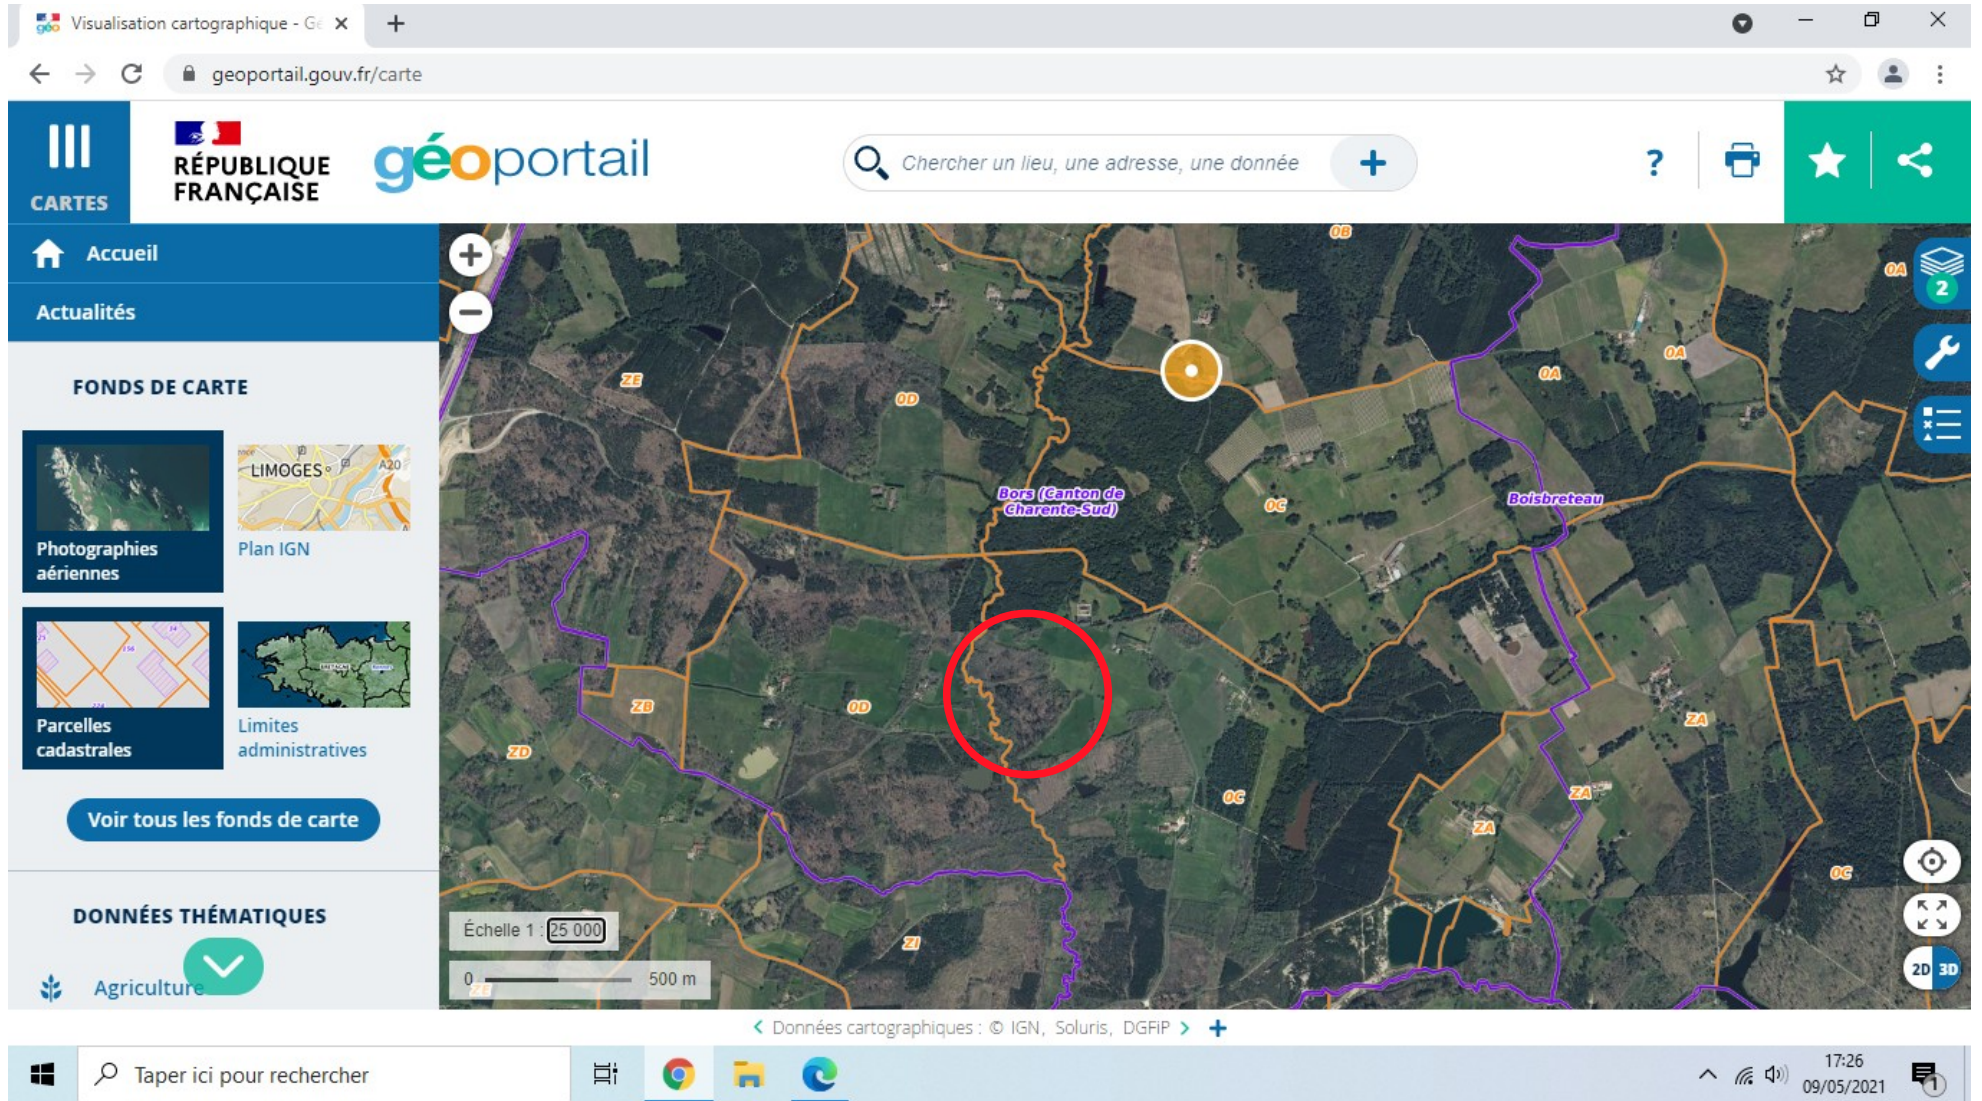 Visualisation cartographique - Gé
geoportail.gouv.fr/carte
CARTES
RÉPUBLIQUE
FRANÇAISE
géoportail
Chercher un lieu, une adresse, une donnée
?
Accueil
Actualités
FONDS DE CARTE
LIMOGES
A20
Photographies
aériennes
Plan IGN
Parcelles
cadastrales
Limites
administratives
Voir tous les fonds de carte
DONNÉES THÉMATIQUES
Agriculture
0B
0A
2
0A
0A
ZE
0D
Bors (Canton de
Charente-Sud)
0C
Boisbreteau
ZB
0D
ZD
ZA
0C
ZA
ZA
0C
ZI
Échelle 1 : 25 000
0 500 m
ZE
2D 3D
Données cartographiques : © IGN, Soluris, DGFiP
Taper ici pour rechercher
17:26
09/05/2021
1